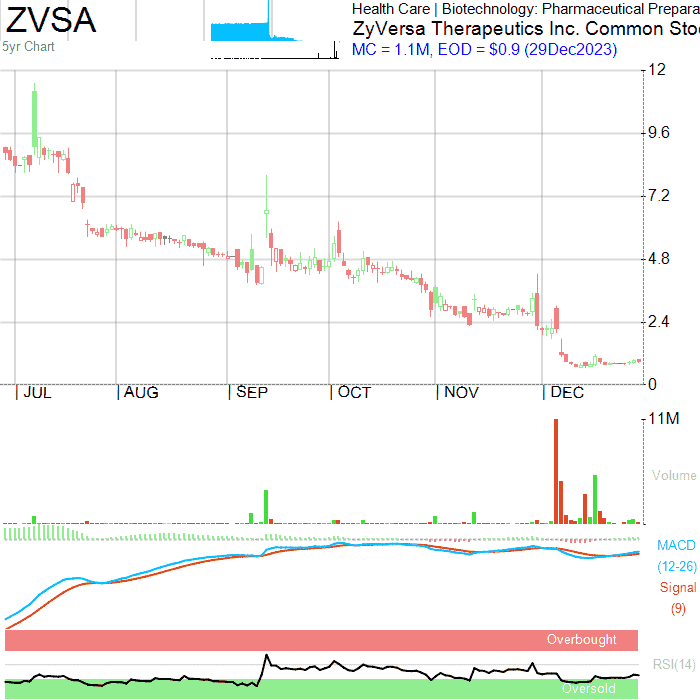 ZVSA
5yr Chart
Health Care | Biotechnology: Pharmaceutical Prepara
ZyVersa Therapeutics Inc. Common Sto
MC = 1.1M, EOD = $0.9 (29Dec2023)
12
9.6
7.2
4.8
2.4
0
| JUL | AUG | SEP | OCT | NOV | DEC
11M
Volume
MACD
(12-26)
Signal
(9)
Overbought
RSI(14)
Oversold